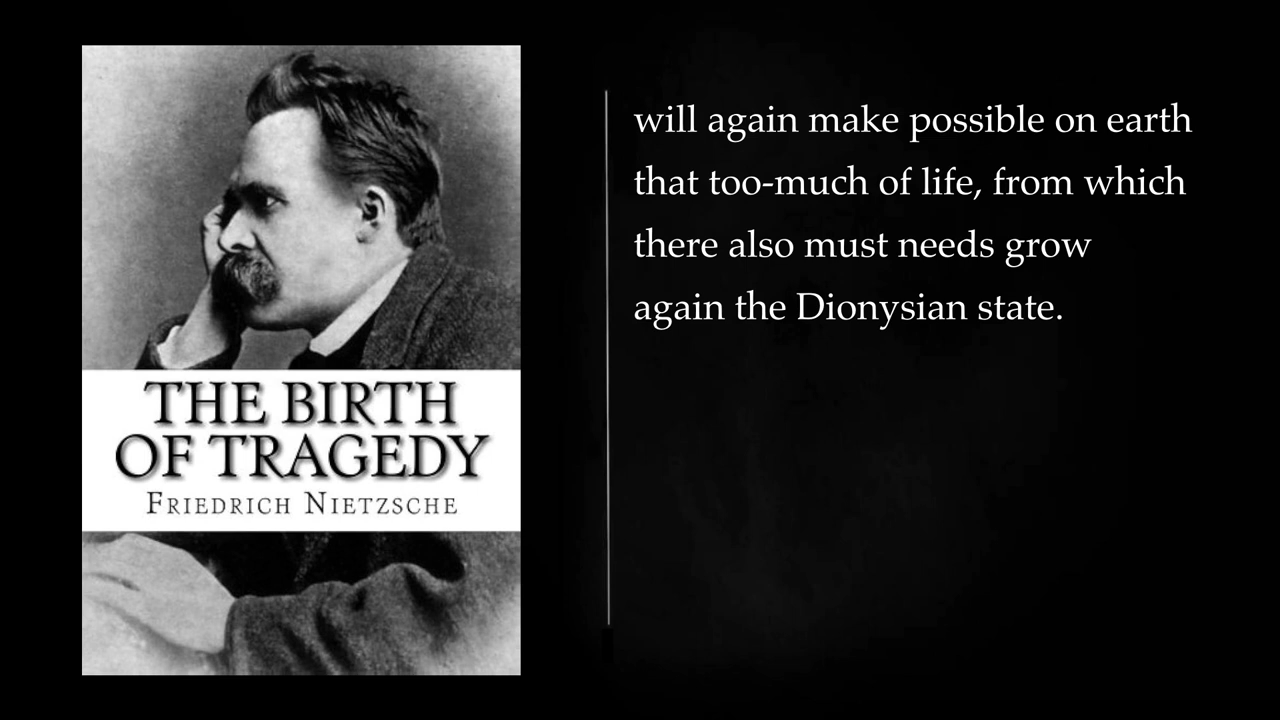 THE BIRTH
OF TRAGEDY
FRIEDRICH NIETZSCHE
will again make possible on earth
that too-much of life, from which
there also must needs grow
again the Dionysian state.